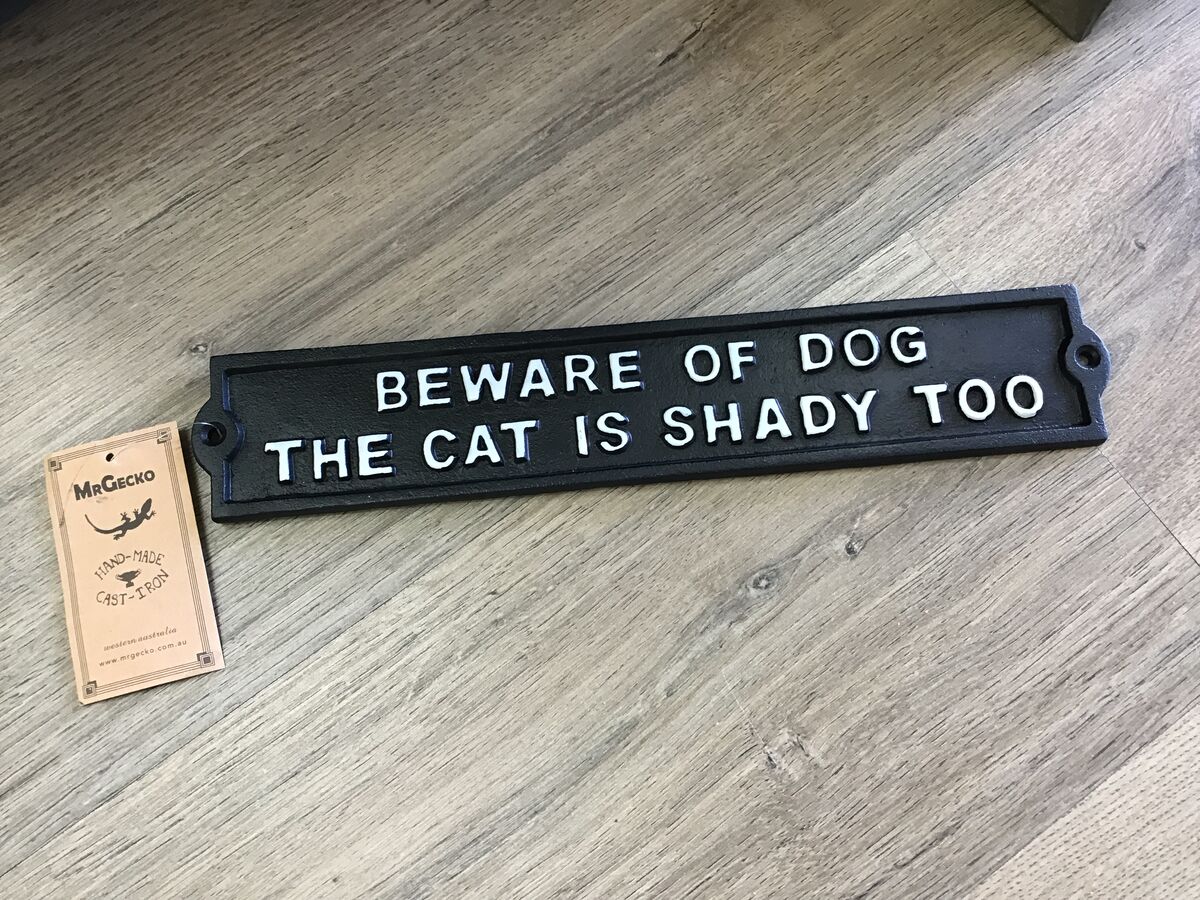 BEWARE OF DOG
THE CAT IS SHADY TOO
MRGECKO
HAND-MADE
CAST-IRON
western australia
www.mrgecko.com.au